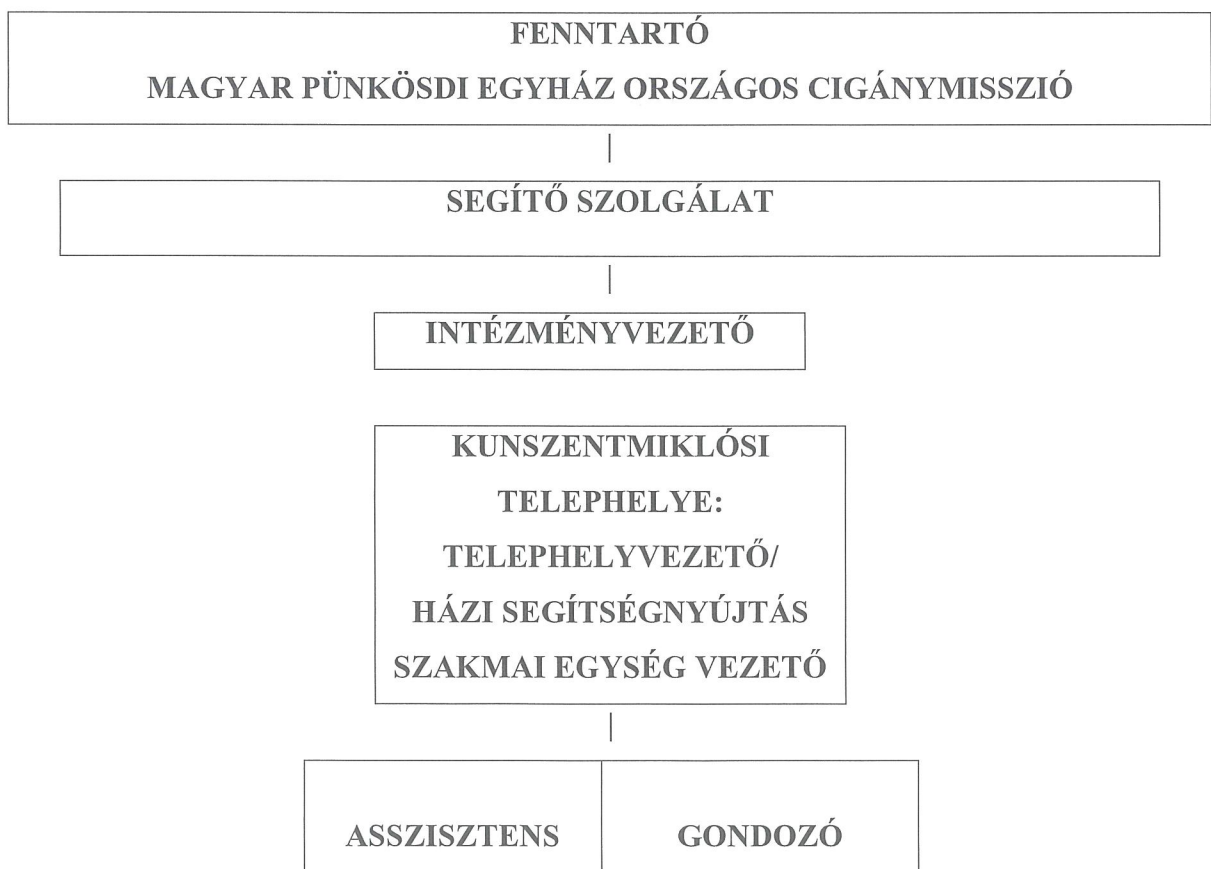 FENNTARTÓ
MAGYAR PÜNKÖSDI EGYHÁZ ORSZÁGOS CIGÁNYMISSZIÓ
SEGÍTŐ SZOLGÁLAT
INTÉZMÉNYVEZETŐ
KUNSZENTMIKLÓSI
TELEPHELYE:
TELEPHELYVEZETŐ/
HÁZI SEGÍTSÉGNYÚJTÁS
SZAKMAI EGYSÉG VEZETŐ
ASSZISZTENS GONDOZÓ